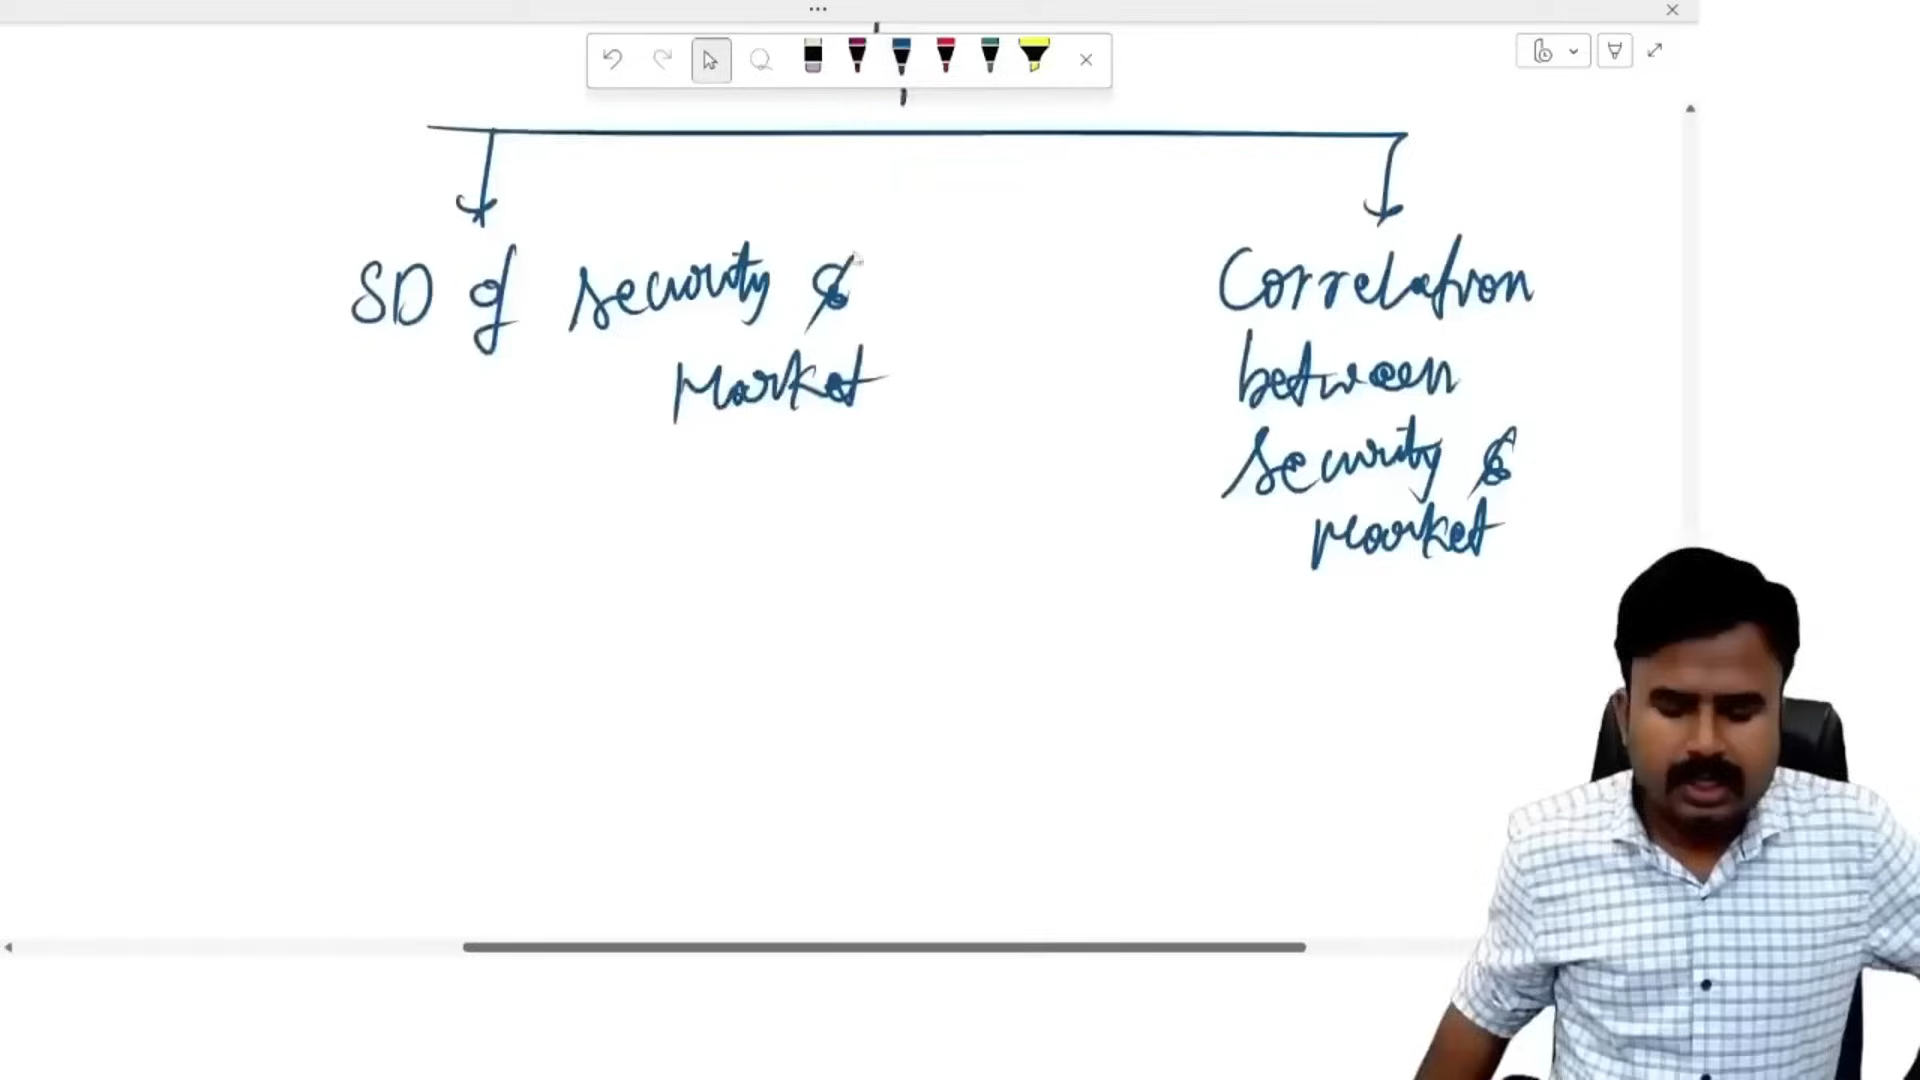 SD of security &
Market
Correlation
between
security &
Market